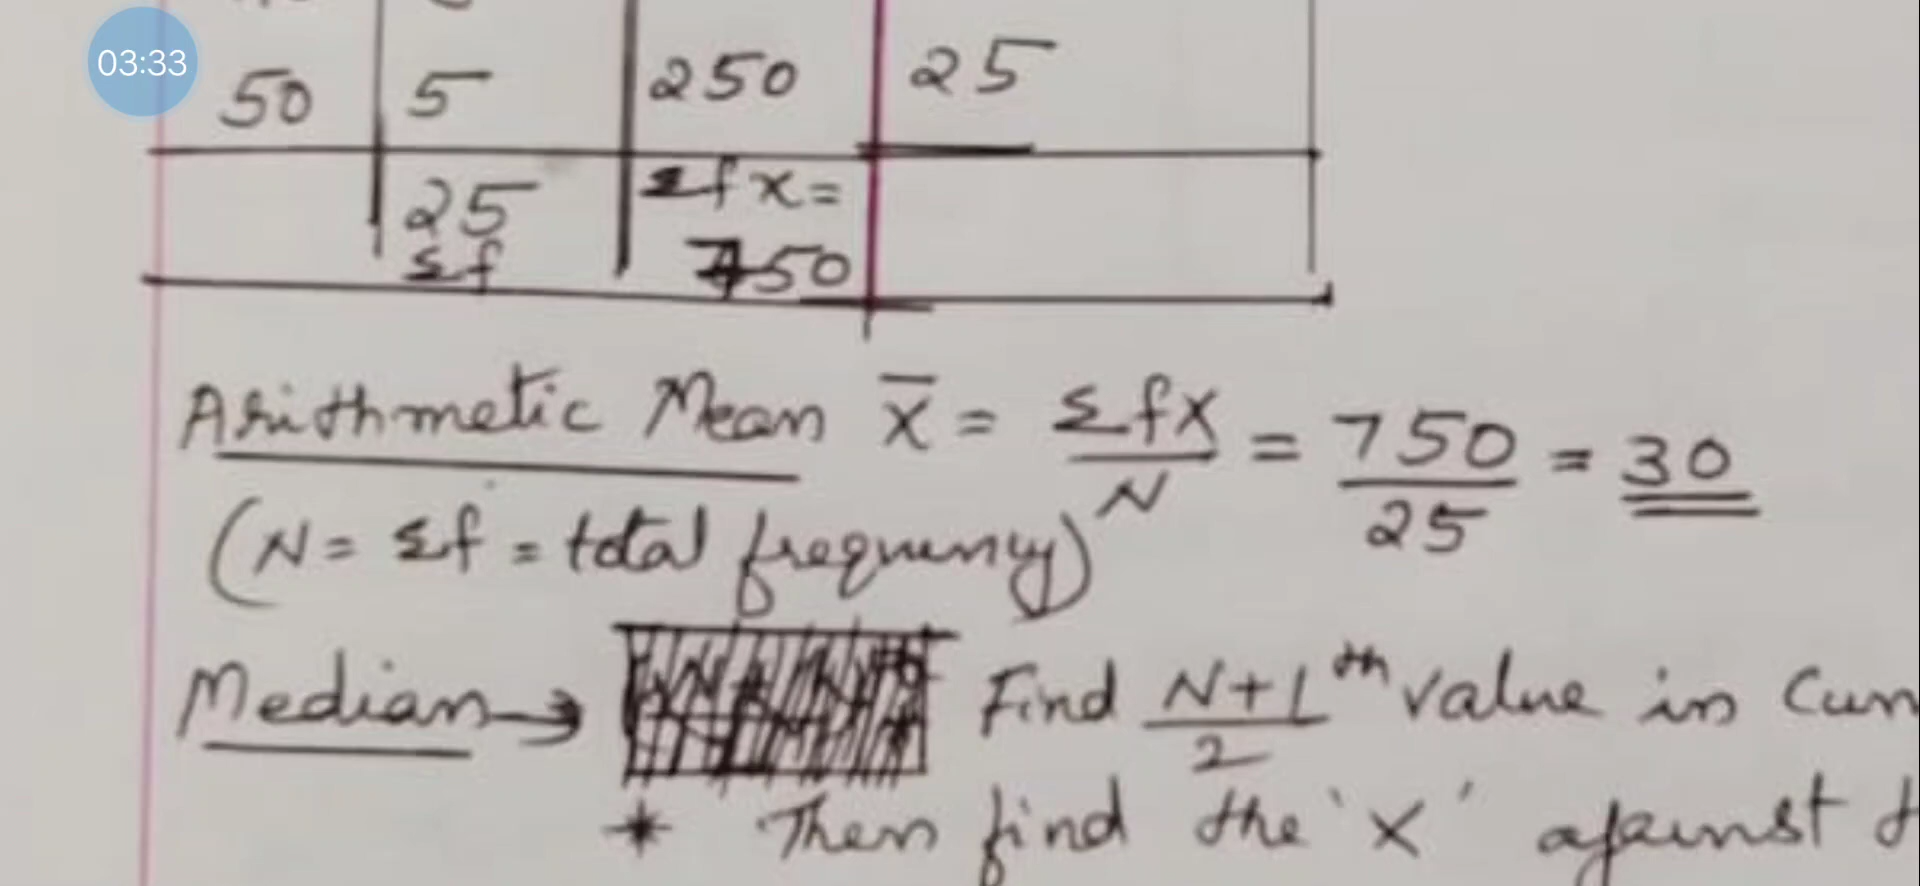 03:33
50 5 250 25
25 Σfx=
Σf 750
Arithmetic Mean x̄ = Σfx/N = 750/25 = 30
(N = Σf = total frequency)
Median → Find N+1/2 th value in Cum
* Then find the 'x' against